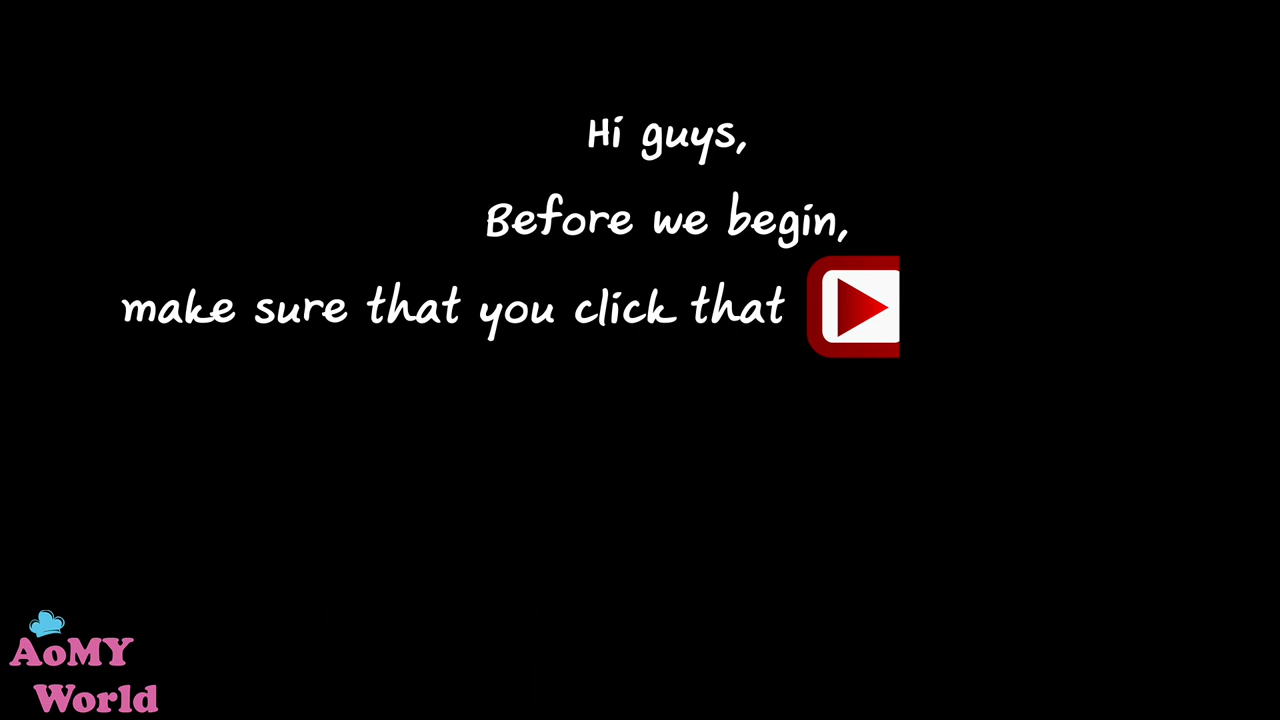 Hi guys,
Before we begin,
make sure that you click that
AoMY
World